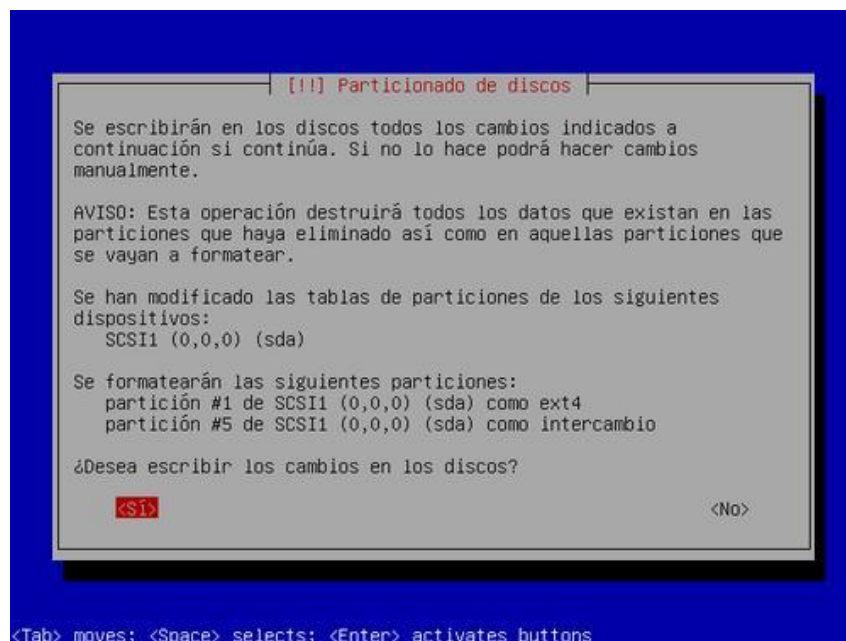 [!!] Particionado de discos
Se escribirán en los discos todos los cambios indicados a
continuación si continúa. Si no lo hace podrá hacer cambios
manualmente.
AVISO: Esta operación destruirá todos los datos que existan en las
particiones que haya eliminado así como en aquellas particiones que
se vayan a formatear.
Se han modificado las tablas de particiones de los siguientes
dispositivos:
SCSI1 (0,0,0) (sda)
Se formatearán las siguientes particiones:
partición #1 de SCSI1 (0,0,0) (sda) como ext4
partición #5 de SCSI1 (0,0,0) (sda) como intercambio
¿Desea escribir los cambios en los discos?
<Sí> <No>
<Tab> moves; <Space> selects; <Enter> activates buttons